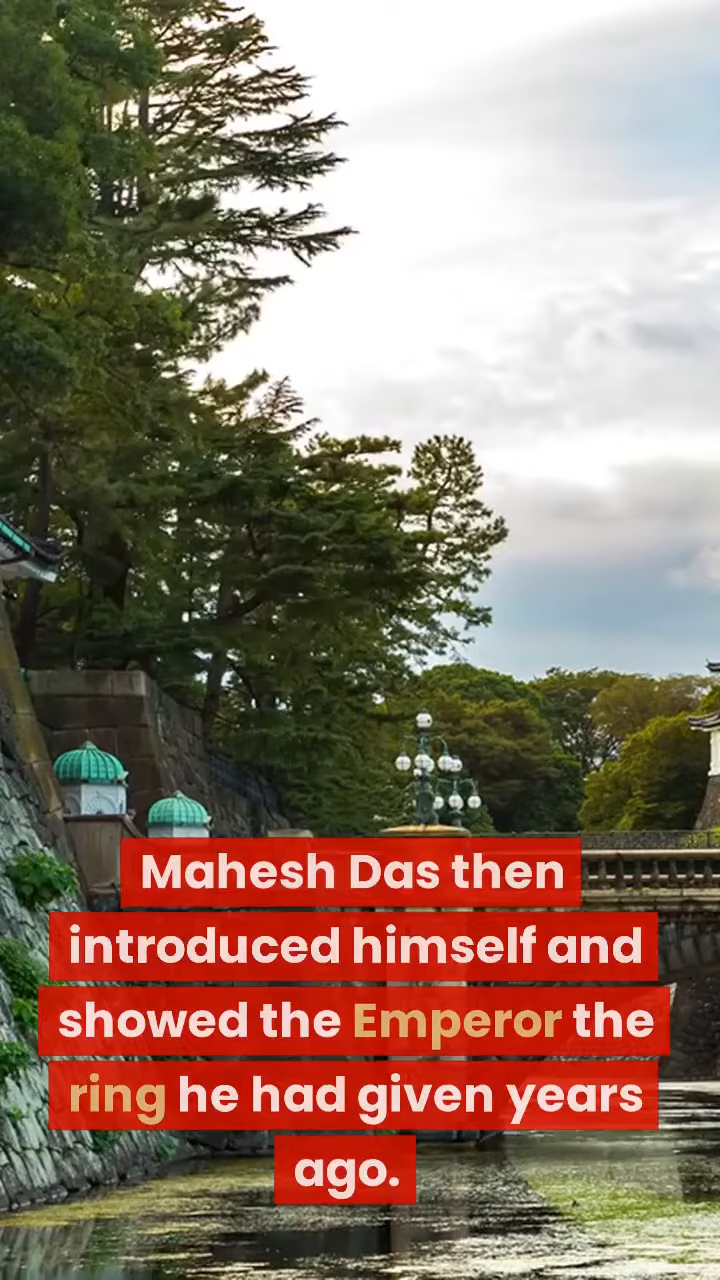 Mahesh Das then
introduced himself and
showed the Emperor the
ring he had given years
ago.